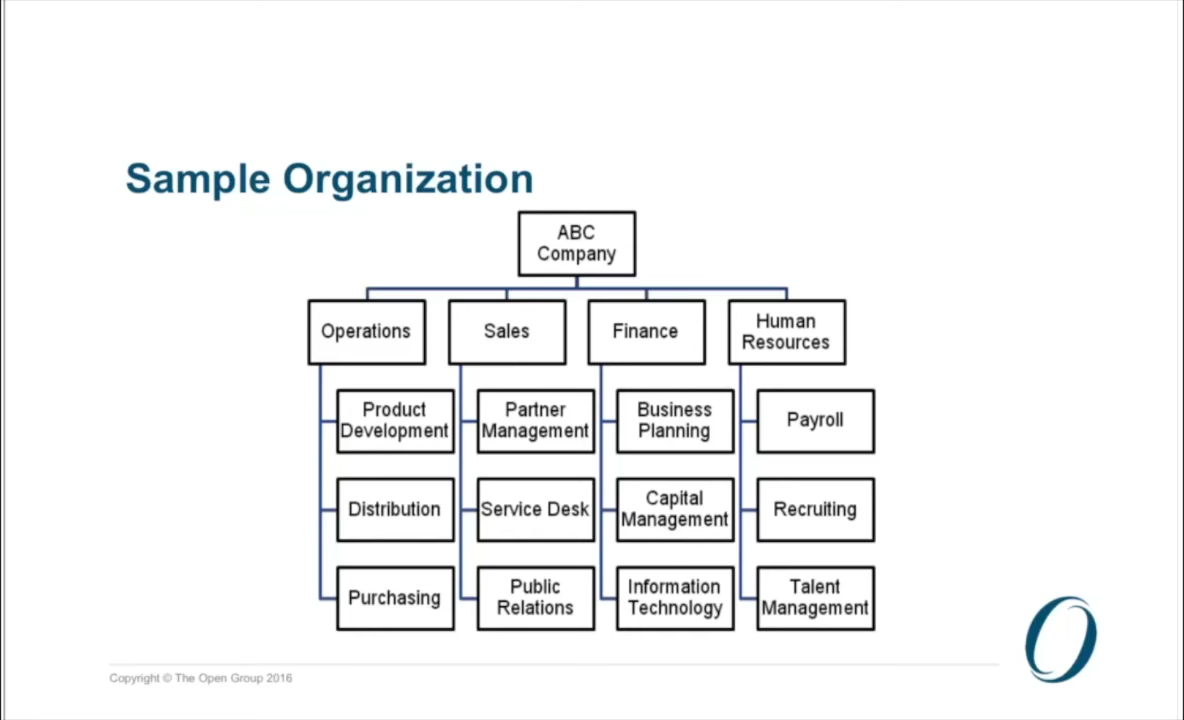 Sample Organization
ABC
Company
Operations
Sales
Finance
Human
Resources
Product
Development
Partner
Management
Business
Planning
Payroll
Distribution
Service Desk
Capital
Management
Recruiting
Purchasing
Public
Relations
Information
Technology
Talent
Management
Copyright © The Open Group 2016